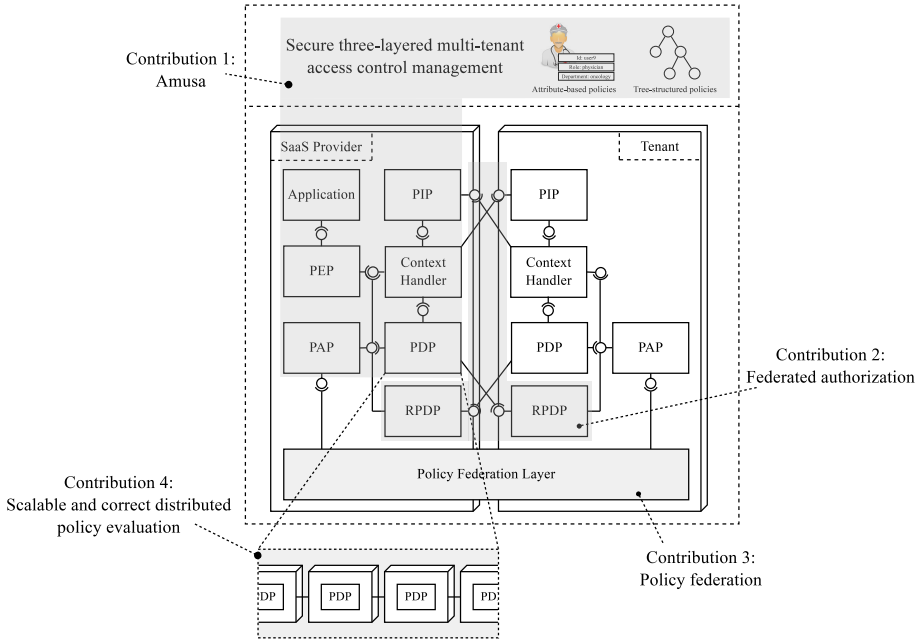 Contribution 1:
Amusa
Secure three-layered multi-tenant
access control management
Id: user9
Role: physician
Department: oncology
Attribute-based policies
Tree-structured policies
SaaS Provider
Tenant
Application
PIP
PIP
PEP
Context
Handler
Context
Handler
PAP
PDP
PDP
PAP
Contribution 2:
Federated authorization
RPDP
RPDP
Policy Federation Layer
Contribution 4:
Scalable and correct distributed
policy evaluation
Contribution 3:
Policy federation
PDP
PDP
PDP
PD